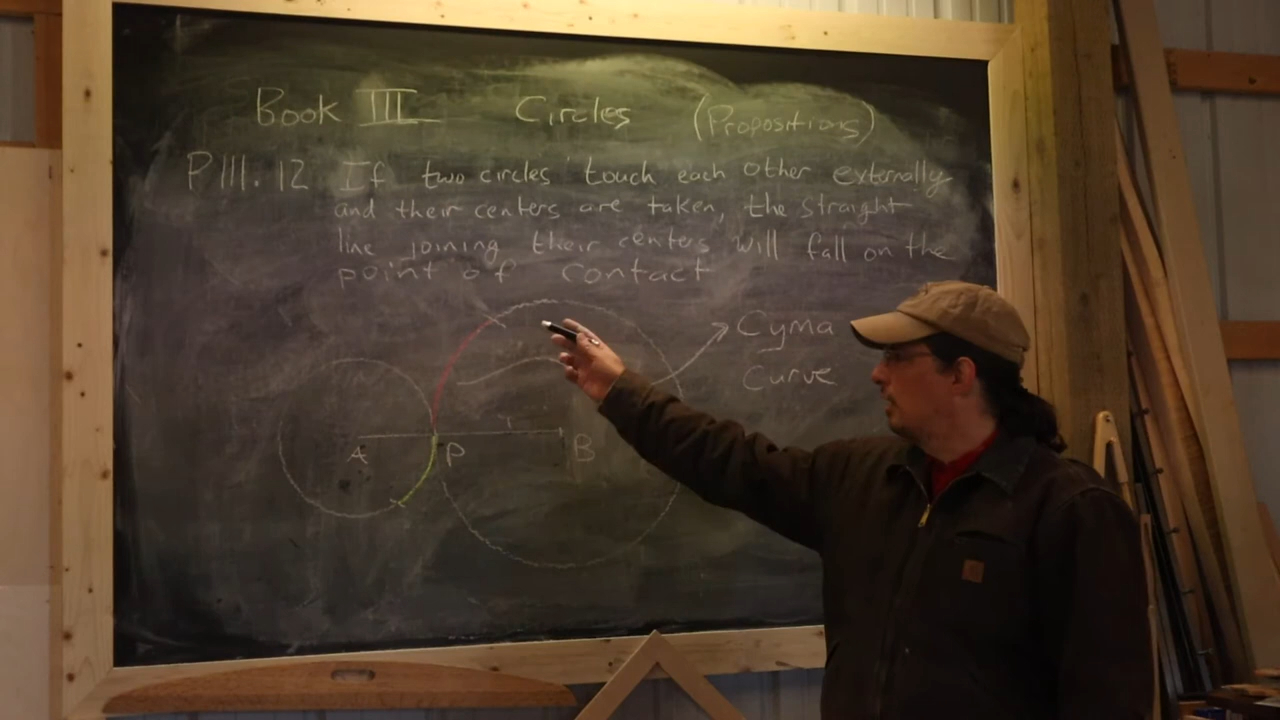 Book III Circles (Propositions)
P III. 12 If two circles touch each other externally
and their centers are taken, the straight
line joining their centers will fall on the
point of contact
Cyma
Curve
A P B